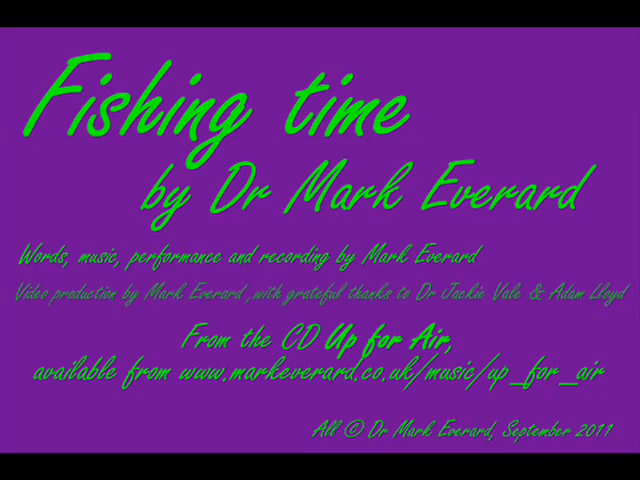 Fishing time
by Dr Mark Everard
Words, music, performance and recording by Mark Everard
Video production by Mark Everard ,with grateful thanks to Dr Jackie Vale & Adam Lloyd
From the CD Up for Air,
available from www.markeverard.co.uk/music/up_for_air
All © Dr Mark Everard, September 2011